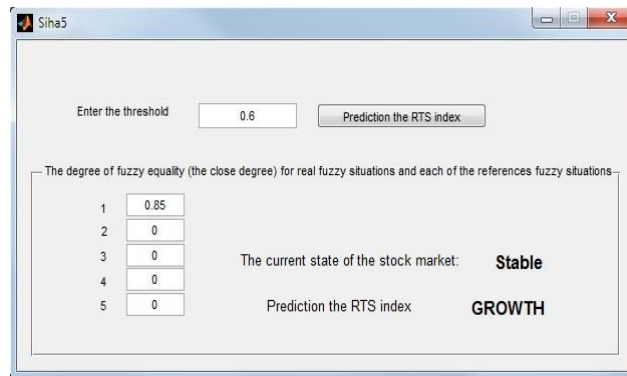 Siha5
Enter the threshold 0.6 Prediction the RTS index
The degree of fuzzy equality (the close degree) for real fuzzy situations and each of the references fuzzy situations
1 0.85
2 0
3 0
4 0
5 0
The current state of the stock market: Stable
Prediction the RTS index GROWTH